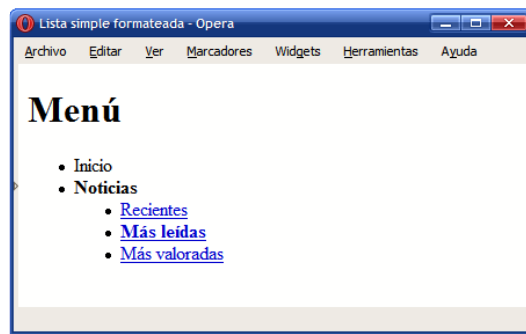 Lista simple formateada - Opera
Archivo Editar Ver Marcadores Widgets Herramientas Ayuda
Menú
Inicio
Noticias
Recientes
Más leídas
Más valoradas